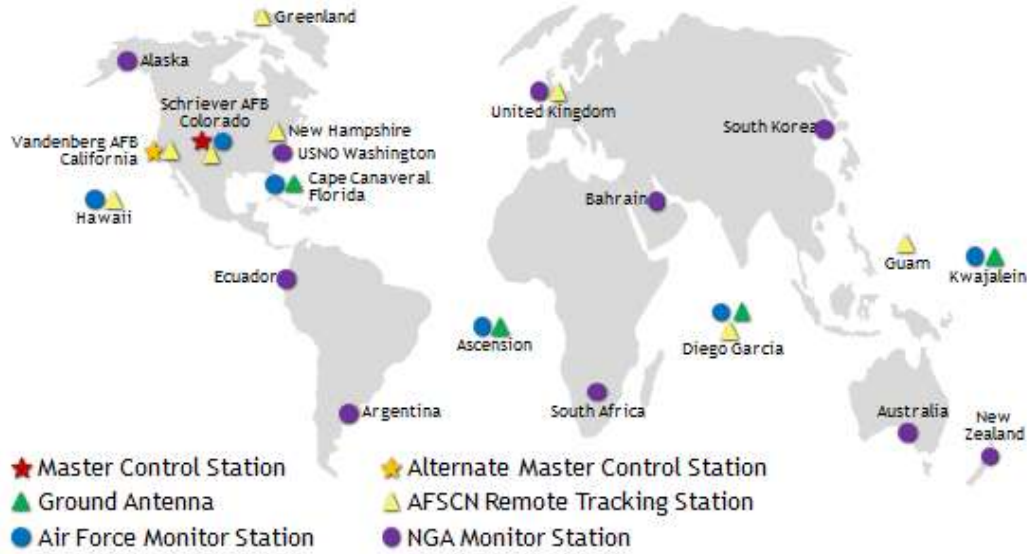 Greenland
Alaska
Schriever AFB
Colorado
United Kingdom
New Hampshire
South Korea
Vandenberg AFB
California
USNO Washington
Cape Canaveral
Florida
Bahrain
Hawaii
Guam
Kwajalein
Ecuador
Ascension
Diego Garcia
Argentina
South Africa
Australia
New
Zealand
Master Control Station
Alternate Master Control Station
Ground Antenna
AFSCN Remote Tracking Station
Air Force Monitor Station
NGA Monitor Station